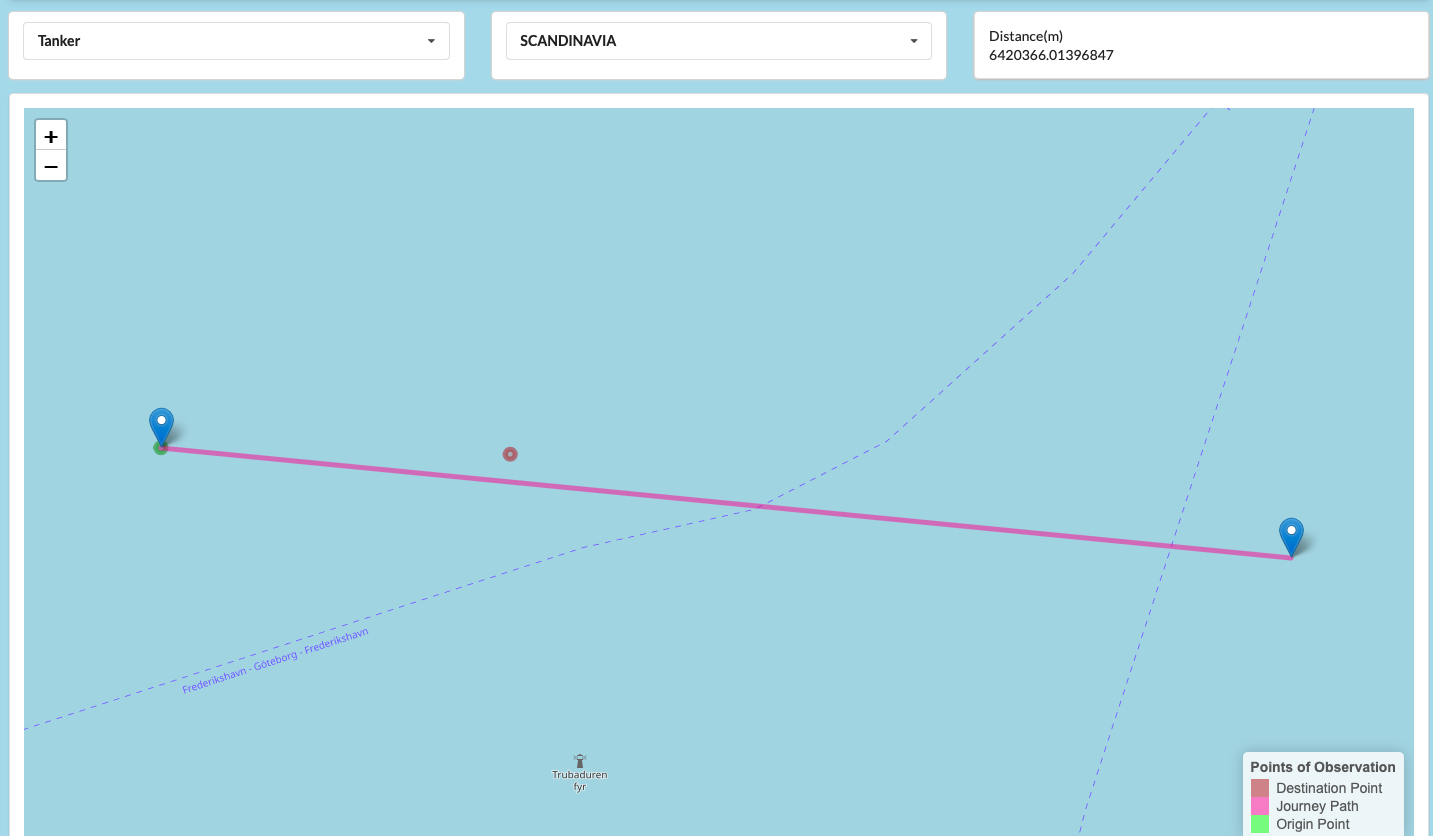 Tanker
SCANDINAVIA
Distance(m)
6420366.01396847
+
−
Frederikshavn - Göteborg - Frederikshavn
Trubaduren
fyr
Points of Observation
Destination Point
Journey Path
Origin Point